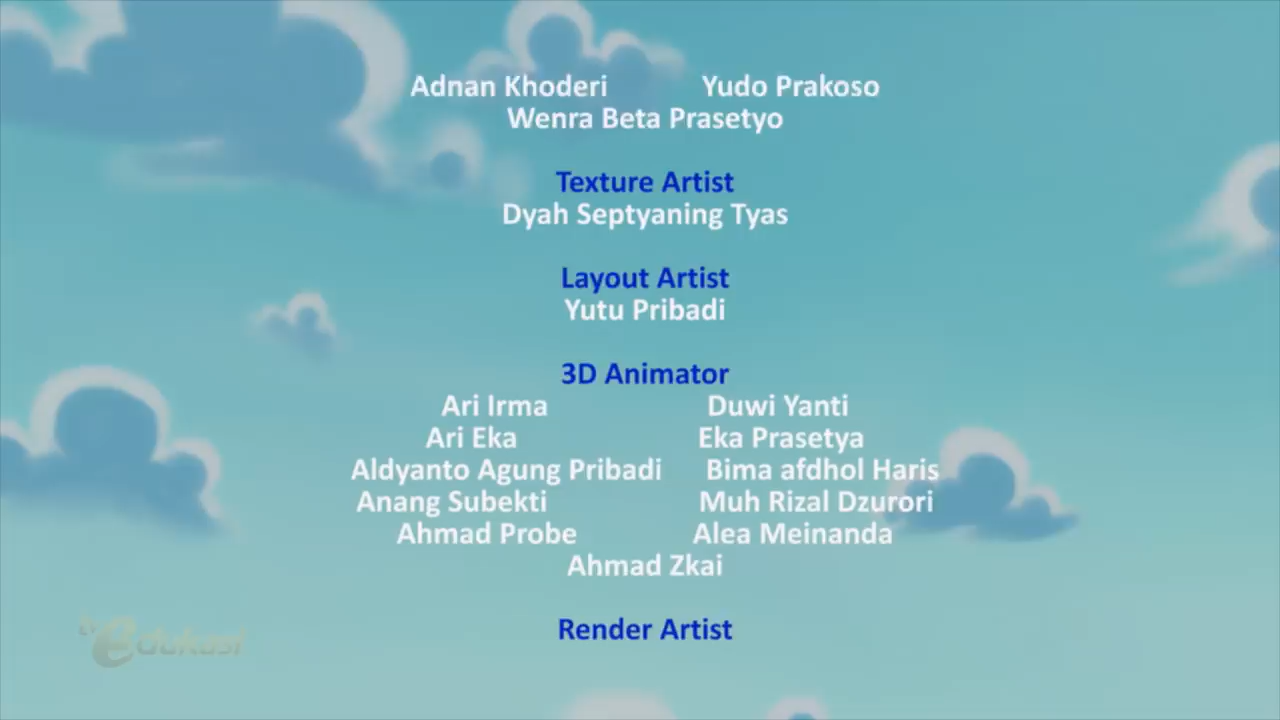 Adnan Khoderi Yudo Prakoso
Wenra Beta Prasetyo
Texture Artist
Dyah Septyaning Tyas
Layout Artist
Yutu Pribadi
3D Animator
Ari Irma Duwi Yanti
Ari Eka Eka Prasetya
Aldyanto Agung Pribadi Bima afdhol Haris
Anang Subekti Muh Rizal Dzurori
Ahmad Probe Alea Meinanda
Ahmad Zkai
Render Artist
tv Edukasi